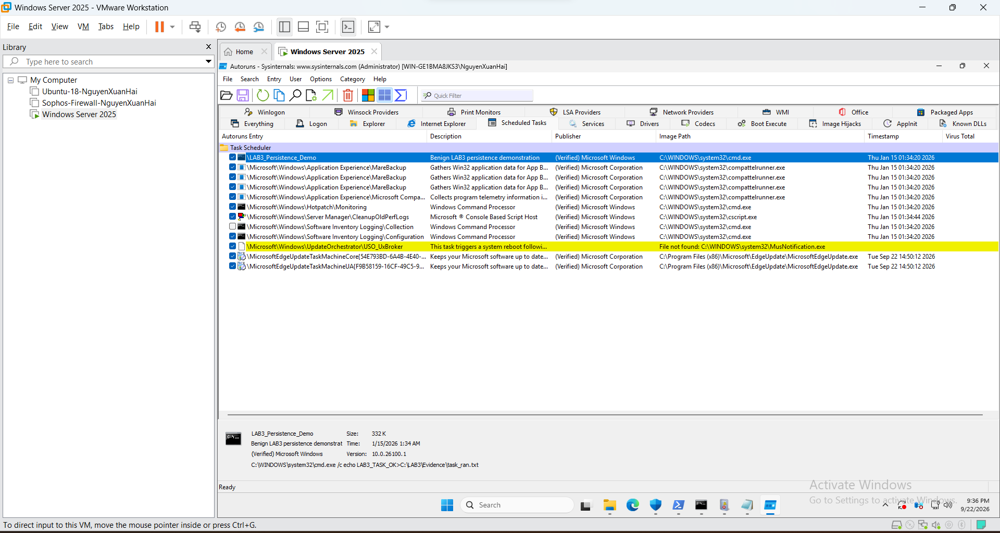 Windows Server 2025 - VMware Workstation
File Edit View VM Tabs Help
Library
Type here to search
My Computer
Ubuntu-18-NguyenXuanHai
Sophos-Firewall-NguyenXuanHai
Windows Server 2025
Home Windows Server 2025
Autoruns - Sysinternals: www.sysinternals.com (Administrator) [WIN-GE1BMA8JKS3\NguyenXuanHai]
File Search Entry User Options Category Help
Quick Filter
Winlogon Winsock Providers Print Monitors LSA Providers Network Providers WMI Office Packaged Apps
Everything Logon Explorer Internet Explorer Scheduled Tasks Services Drivers Codecs Boot Execute Image Hijacks AppInit Known DLLs
Autoruns Entry Description Publisher Image Path Timestamp Virus Total
Task Scheduler
\LAB3_Persistence_Demo Benign LAB3 persistence demonstration (Verified) Microsoft Windows C:\WINDOWS\system32\cmd.exe Thu Jan 15 01:34:20 2026
\Microsoft\Windows\Application Experience\MareBackup Gathers Win32 application data for App B... (Verified) Microsoft Corporation C:\WINDOWS\system32\compattelrunner.exe Thu Jan 15 01:34:20 2026
\Microsoft\Windows\Application Experience\MareBackup Gathers Win32 application data for App B... (Verified) Microsoft Corporation C:\WINDOWS\system32\compattelrunner.exe Thu Jan 15 01:34:20 2026
\Microsoft\Windows\Application Experience\MareBackup Gathers Win32 application data for App B... (Verified) Microsoft Corporation C:\WINDOWS\system32\compattelrunner.exe Thu Jan 15 01:34:20 2026
\Microsoft\Windows\Application Experience\Microsoft Compa... Collects program telemetry information i... (Verified) Microsoft Corporation C:\WINDOWS\system32\compattelrunner.exe Thu Jan 15 01:34:20 2026
\Microsoft\Windows\Hotpatch\Monitoring Windows Command Processor (Verified) Microsoft Windows C:\WINDOWS\system32\cmd.exe Thu Jan 15 01:34:20 2026
\Microsoft\Windows\Server Manager\CleanupOldPerfLogs Microsoft ® Console Based Script Host (Verified) Microsoft Windows C:\WINDOWS\system32\cscript.exe Thu Jan 15 01:34:44 2026
\Microsoft\Windows\Software Inventory Logging\Collection Windows Command Processor (Verified) Microsoft Windows C:\WINDOWS\system32\cmd.exe Thu Jan 15 01:34:20 2026
\Microsoft\Windows\Software Inventory Logging\Configuration Windows Command Processor (Verified) Microsoft Windows C:\WINDOWS\system32\cmd.exe Thu Jan 15 01:34:20 2026
\Microsoft\Windows\UpdateOrchestrator\USO_UxBroker This task triggers a system reboot followi... File not found: C:\WINDOWS\system32\MusNotification.exe
\MicrosoftEdgeUpdateTaskMachineCore{54E793BD-6A4B-4E40-... Keeps your Microsoft software up to date... (Verified) Microsoft Corporation C:\Program Files (x86)\Microsoft\EdgeUpdate\MicrosoftEdgeUpdate.exe Tue Sep 22 14:50:12 2026
\MicrosoftEdgeUpdateTaskMachineUA{F9B58159-16CF-49C5-9... Keeps your Microsoft software up to date... (Verified) Microsoft Corporation C:\Program Files (x86)\Microsoft\EdgeUpdate\MicrosoftEdgeUpdate.exe Tue Sep 22 14:50:12 2026
LAB3_Persistence_Demo Size: 332 K
Benign LAB3 persistence demonstrat Time: 1/15/2026 1:34 AM
(Verified) Microsoft Windows Version: 10.0.26100.1
C:\WINDOWS\system32\cmd.exe /c echo LAB3_TASK_OK>C:\LAB3\Evidence\task_ran.txt
Ready
Activate Windows
Go to Settings to activate Windows.
Search
9:36 PM
9/22/2026
To direct input to this VM, move the mouse pointer inside or press Ctrl+G.